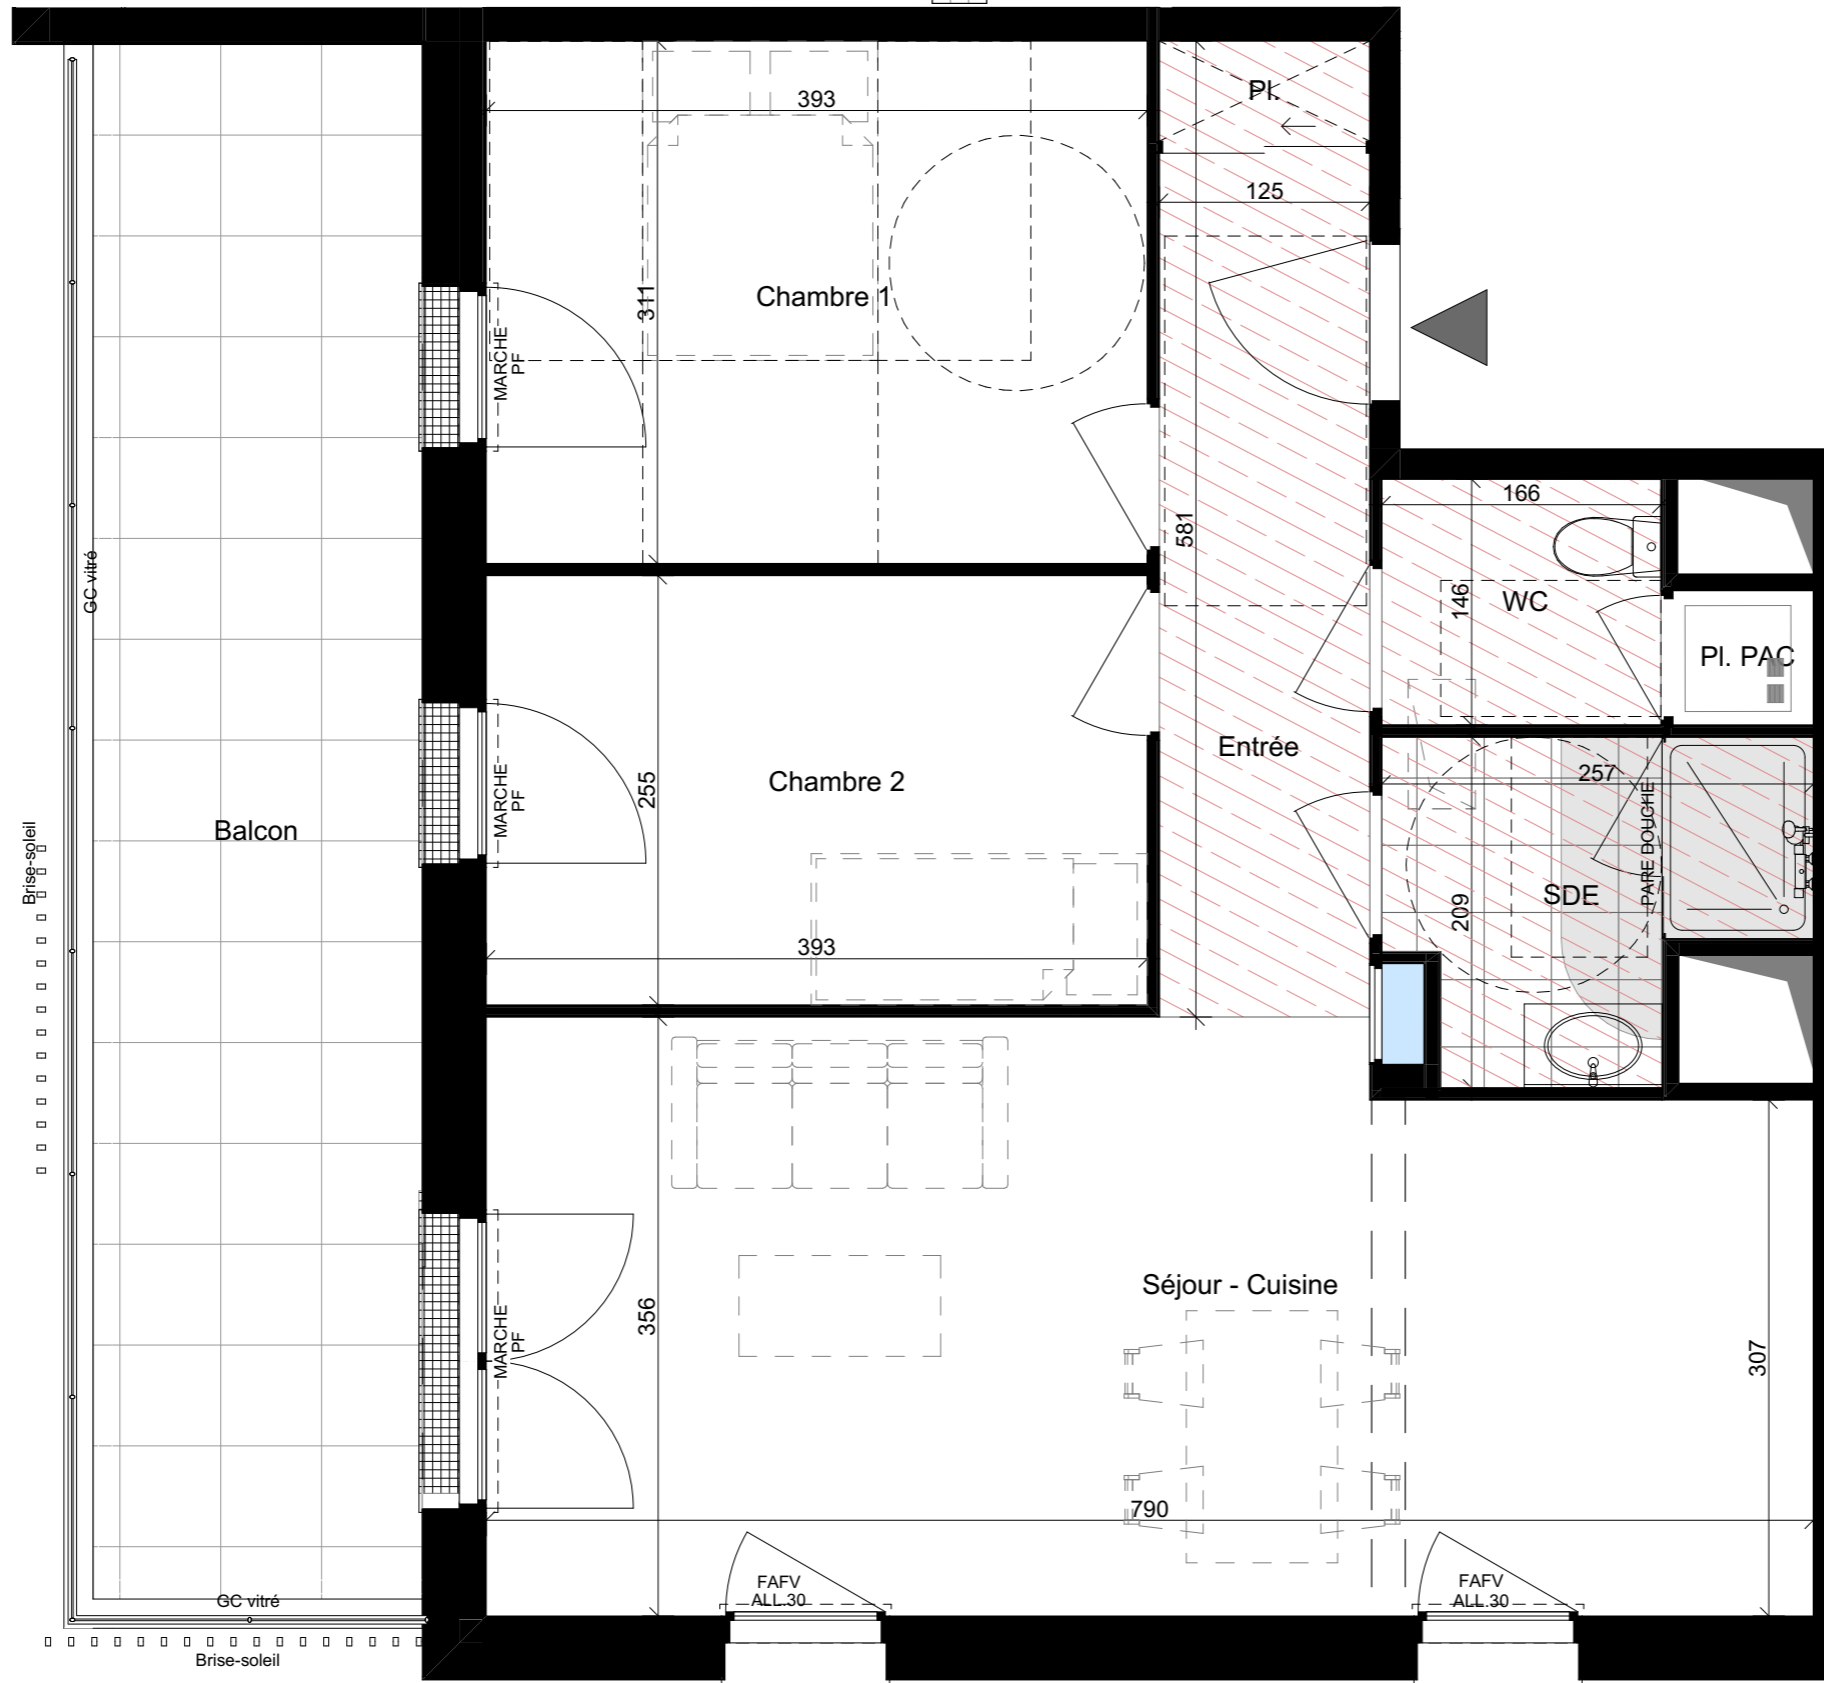 Pl.
393
125
311
Chambre 1
MARCHE
PF
581
166
146
WC
Pl. PAC
GC vitré
Entrée
257
Chambre 2
255
MARCHE
PF
PARE DOUCHE
Balcon
Brise-soleil
209
SDE
393
Séjour - Cuisine
356
MARCHE
PF
307
790
FAFV
ALL.30
FAFV
ALL.30
GC vitré
Brise-soleil